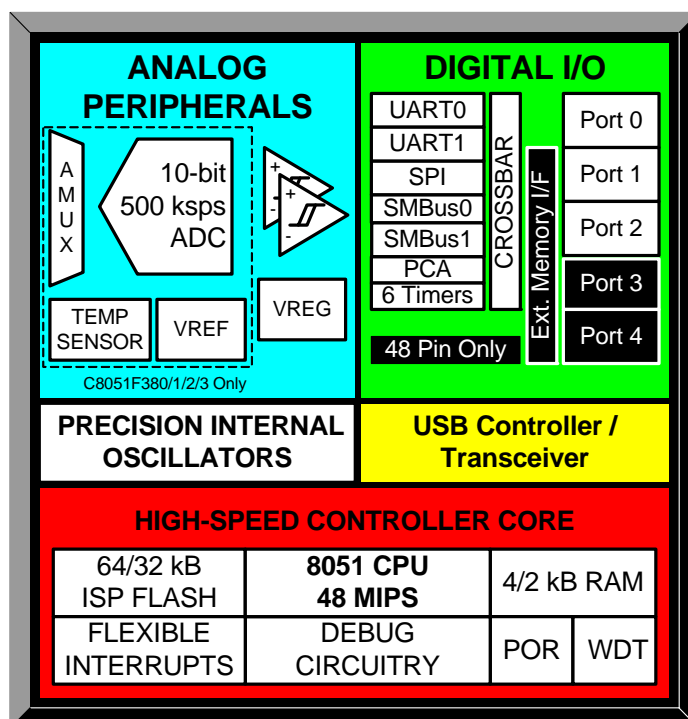 ANALOG
PERIPHERALS
A
M
U
X
10-bit
500 ksps
ADC
+
-
+
-
TEMP
SENSOR
VREF
VREG
C8051F380/1/2/3 Only
DIGITAL I/O
UART0
UART1
SPI
SMBus0
SMBus1
PCA
6 Timers
CROSSBAR
Ext. Memory I/F
Port 0
Port 1
Port 2
Port 3
Port 4
48 Pin Only
PRECISION INTERNAL
OSCILLATORS
USB Controller /
Transceiver
HIGH-SPEED CONTROLLER CORE
64/32 kB
ISP FLASH
8051 CPU
48 MIPS
4/2 kB RAM
FLEXIBLE
INTERRUPTS
DEBUG
CIRCUITRY
POR
WDT